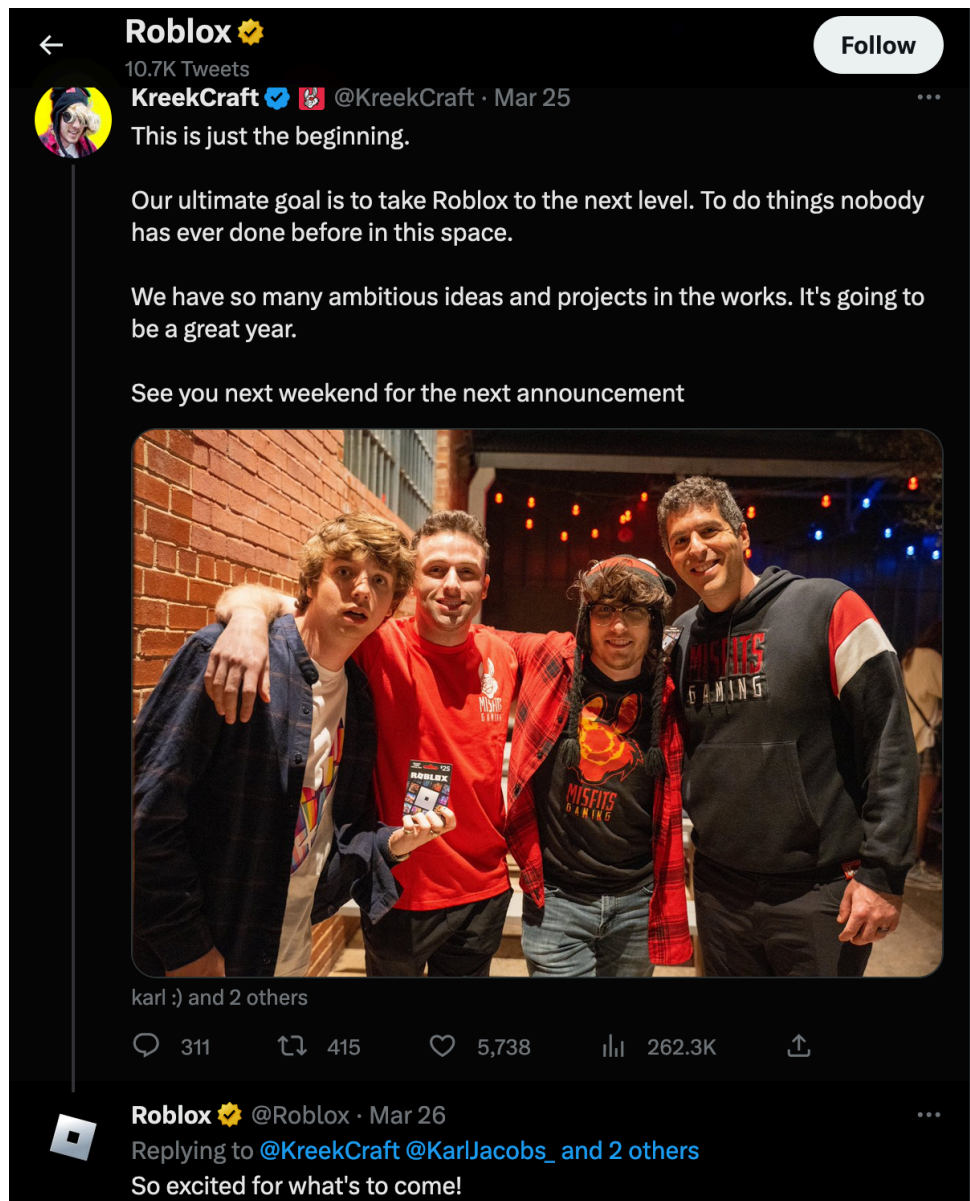 Roblox
10.7K Tweets
Follow
KreekCraft @KreekCraft · Mar 25
This is just the beginning.
Our ultimate goal is to take Roblox to the next level. To do things nobody
has ever done before in this space.
We have so many ambitious ideas and projects in the works. It's going to
be a great year.
See you next weekend for the next announcement
MISFITS
GAMING
$25
ROBLOX
MISFITS
GAMING
MISFITS
GAMING
karl :) and 2 others
311 415 5,738 262.3K
Roblox @Roblox · Mar 26
Replying to @KreekCraft @KarlJacobs_ and 2 others
So excited for what's to come!